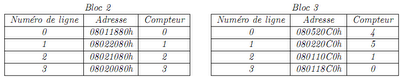 Bloc 2
Numéro de ligne Adresse Compteur
0 08011880h 0
1 08022080h 1
2 08021080h 2
3 08020080h 3
Bloc 3
Numéro de ligne Adresse Compteur
0 080520C0h 4
1 080220C0h 5
2 080110C0h 1
3 080118C0h 0